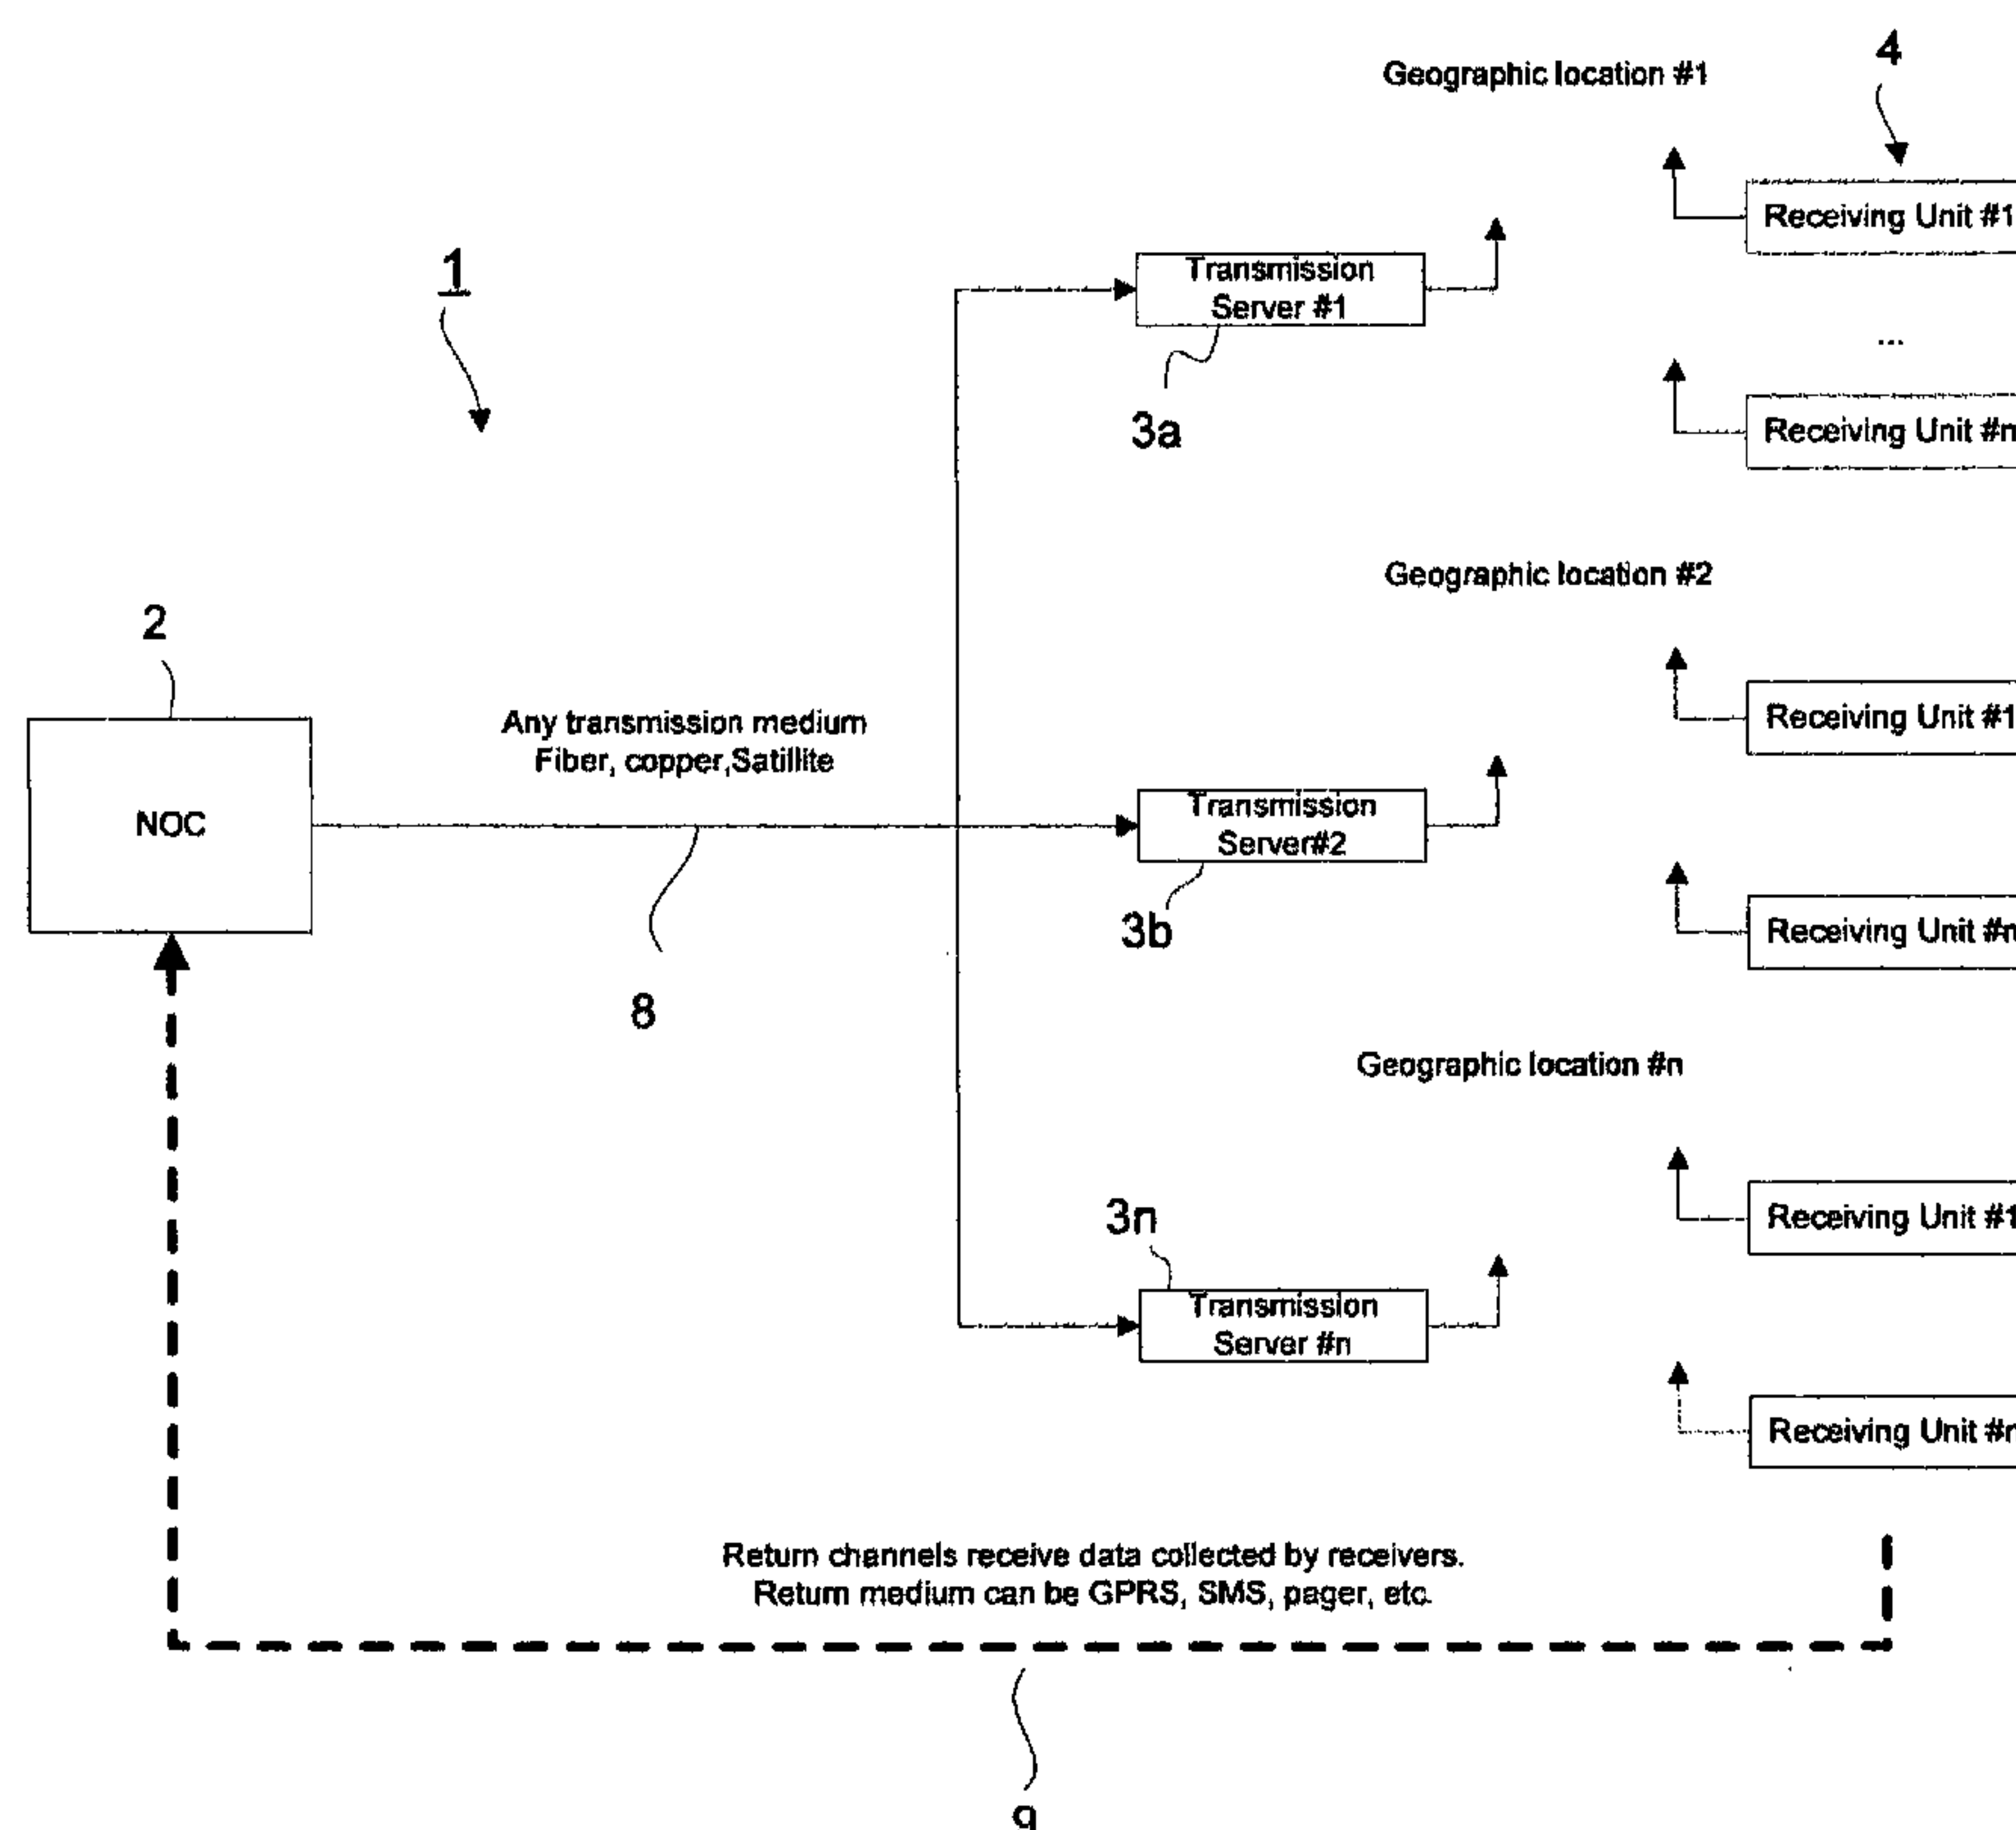 Geographic location #1
4
Receiving Unit #1
1
Transmission
Server #1
...
3a
Receiving Unit #n
Geographic location #2
2
Receiving Unit #1
Any transmission medium
Fiber, copper,Satillite
NOC
Transmission
Server#2
3b
Receiving Unit #n
8
Geographic location #n
3n
Receiving Unit #1
Transmission
Server #n
Receiving Unit #n
Return channels receive data collected by receivers.
Return medium can be GPRS, SMS, pager, etc.
9